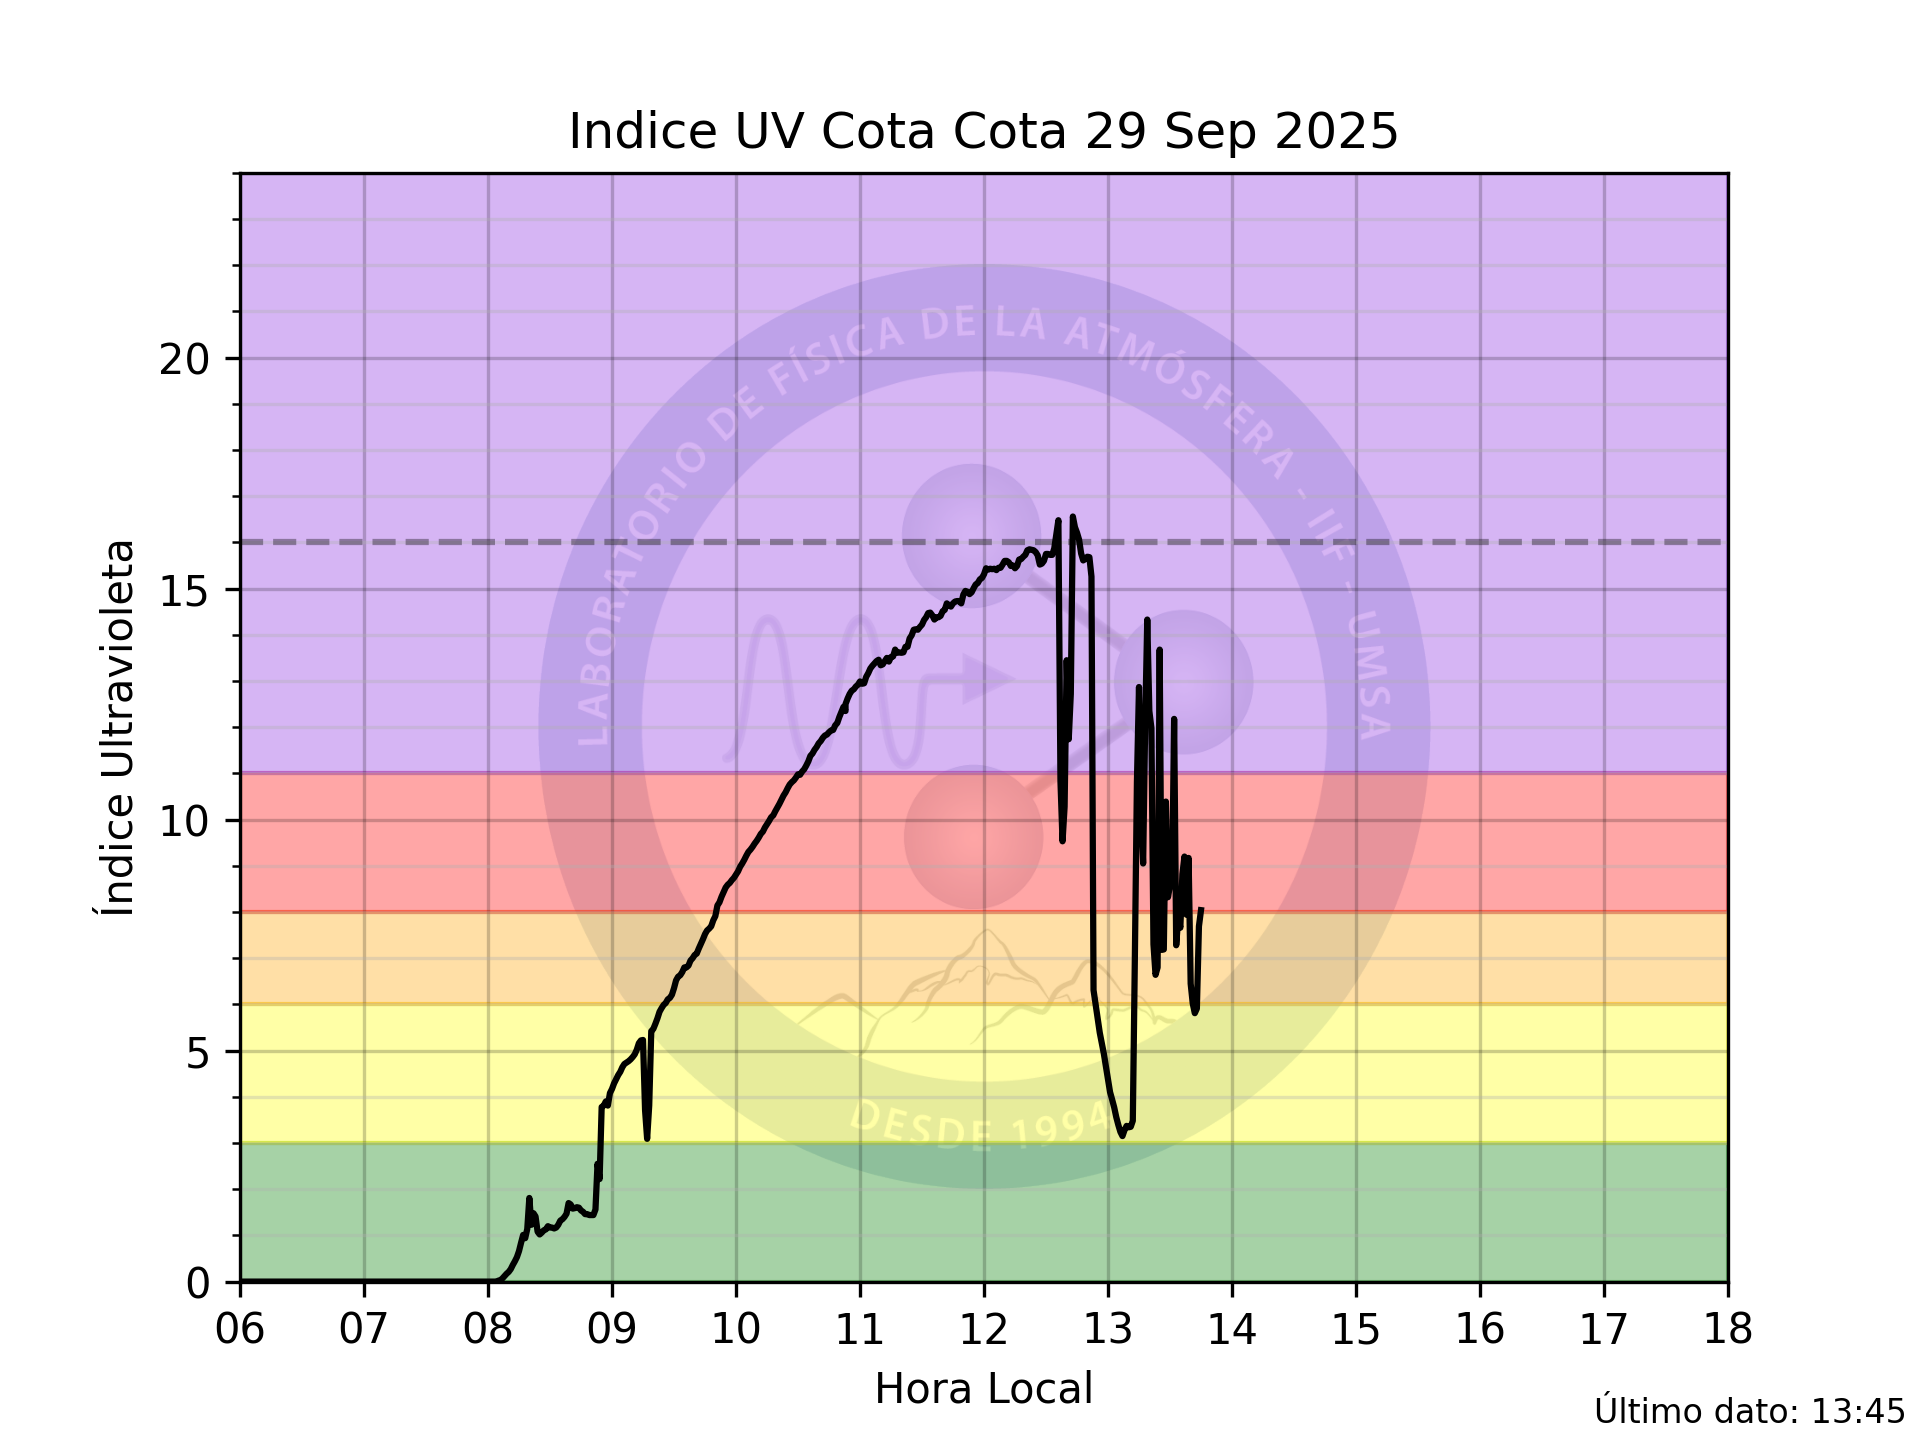 Indice UV Cota Cota 29 Sep 2025
LABORATORIO DE FÍSICA DE LA ATMÓSFERA - IIF - UMSA
DESDE 1994
Índice Ultravioleta
20
15
10
5
0
06 07 08 09 10 11 12 13 14 15 16 17 18
Hora Local
Último dato: 13:45